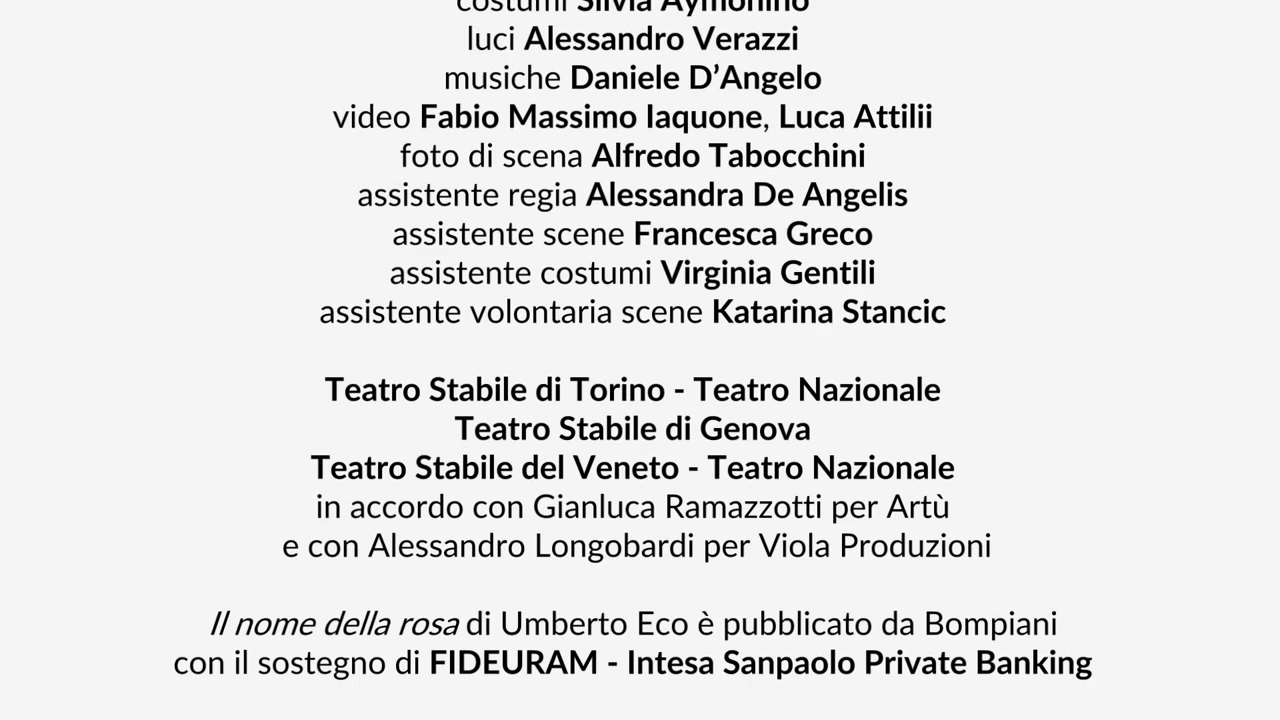 costumi Silvia Aymonino
luci Alessandro Verazzi
musiche Daniele D’Angelo
video Fabio Massimo Iaquone, Luca Attilii
foto di scena Alfredo Tabocchini
assistente regia Alessandra De Angelis
assistente scene Francesca Greco
assistente costumi Virginia Gentili
assistente volontaria scene Katarina Stancic
Teatro Stabile di Torino - Teatro Nazionale
Teatro Stabile di Genova
Teatro Stabile del Veneto - Teatro Nazionale
in accordo con Gianluca Ramazzotti per Artù
e con Alessandro Longobardi per Viola Produzioni
Il nome della rosa di Umberto Eco è pubblicato da Bompiani
con il sostegno di FIDEURAM - Intesa Sanpaolo Private Banking